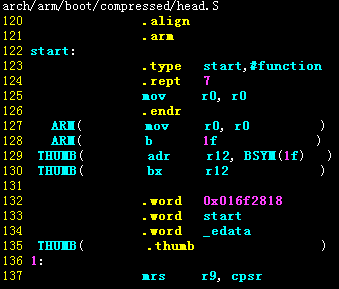 arch/arm/boot/compressed/head.S
120 .align
121 .arm
122 start:
123 .type start,#function
124 .rept 7
125 mov r0, r0
126 .endr
127 ARM( mov r0, r0 )
128 ARM( b 1f )
129 THUMB( adr r12, BSYM(1f) )
130 THUMB( bx r12 )
131
132 .word 0x016f2818
133 .word start
134 .word _edata
135 THUMB( .thumb )
136 1:
137 mrs r9, cpsr